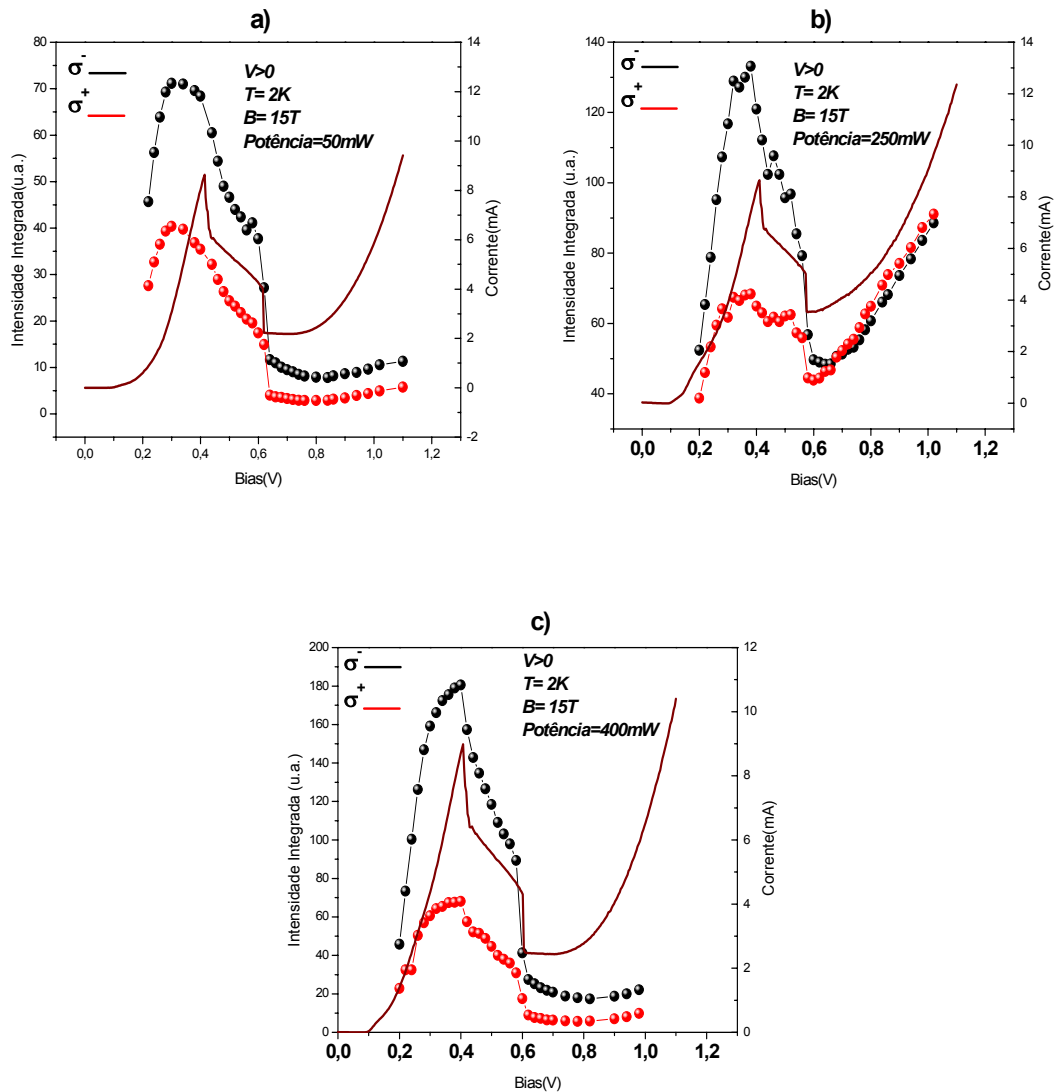 a)
σ-
σ+
V>0
T= 2K
B= 15T
Potência=50mW
80
70
60
50
40
30
20
10
0
Intensidade Integrada(u.a.)
14
12
10
8
6
4
2
0
-2
Corrente(mA)
0,0 0,2 0,4 0,6 0,8 1,0 1,2
Bias(V)
b)
σ-
σ+
V>0
T= 2K
B= 15T
Potência=250mW
140
120
100
80
60
40
Intensidade Integrada (u.a.)
14
12
10
8
6
4
2
0
Corrente(mA)
0,0 0,2 0,4 0,6 0,8 1,0 1,2
Bias(V)
c)
σ-
σ+
V>0
T= 2K
B= 15T
Potência=400mW
200
180
160
140
120
100
80
60
40
20
0
Intensidade Integrada (u.a.)
12
10
8
6
4
2
0
Corrente(mA)
0,0 0,2 0,4 0,6 0,8 1,0 1,2
Bias(V)